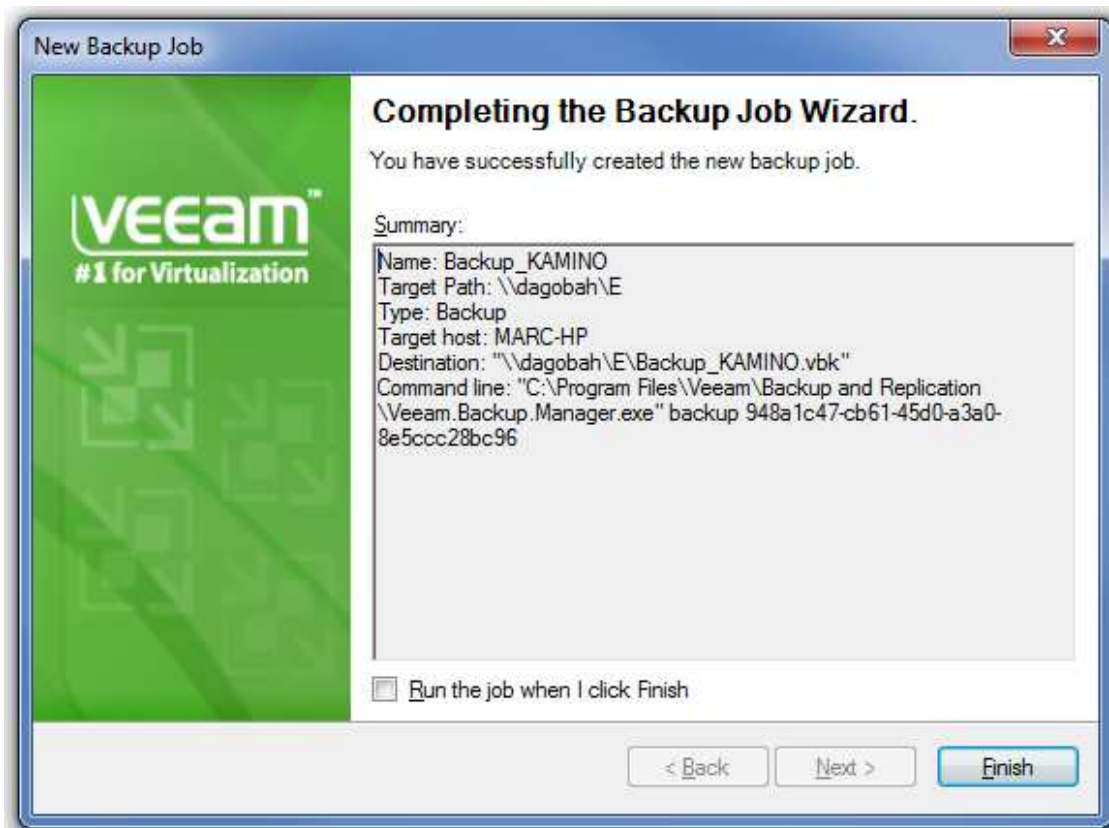 New Backup Job
veeam™
#1 for Virtualization
Completing the Backup Job Wizard.
You have successfully created the new backup job.
Summary:
Name: Backup_KAMINO
Target Path: \\dagobah\E
Type: Backup
Target host: MARC-HP
Destination: "\\dagobah\E\Backup_KAMINO.vbk"
Command line: "C:\Program Files\Veeam\Backup and Replication
\Veeam.Backup.Manager.exe" backup 948a1c47-cb61-45d0-a3a0-
8e5ccc28bc96
Run the job when I click Finish
< Back
Next >
Finish